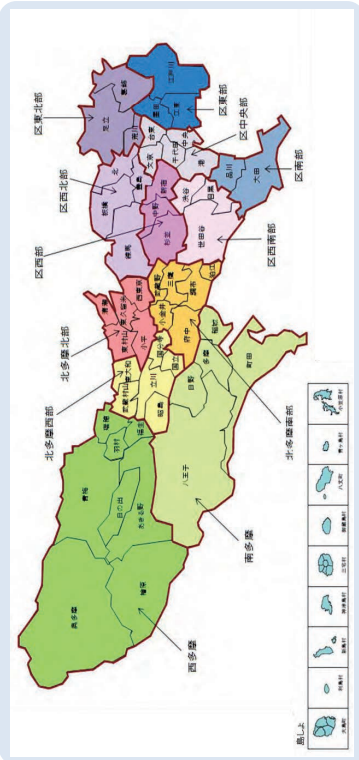 区東北部
葛飾
足立
荒川
区東部
江戸川
墨田
江東
区中央部
台東
文京
千代田
中央
港
区南部
品川
大田
区西北部
北
豊島
板橋
練馬
区西部
新宿
中野
杉並
区西南部
渋谷
目黒
世田谷
北多摩北部
清瀬
東久留米
西東京
東村山
小平
北多摩南部
武蔵野
三鷹
小金井
調布
狛江
府中
北多摩西部
国分寺
国立
東大和
武蔵村山
立川
昭島
南多摩
稲城
多摩
町田
日野
八王子
西多摩
瑞穂
羽村
福生
青梅
日の出
あきる野
奥多摩
檜原
島しょ
大島町
利島村
新島村
神津島村
三宅村
御蔵島村
八丈町
青ヶ島村
小笠原村